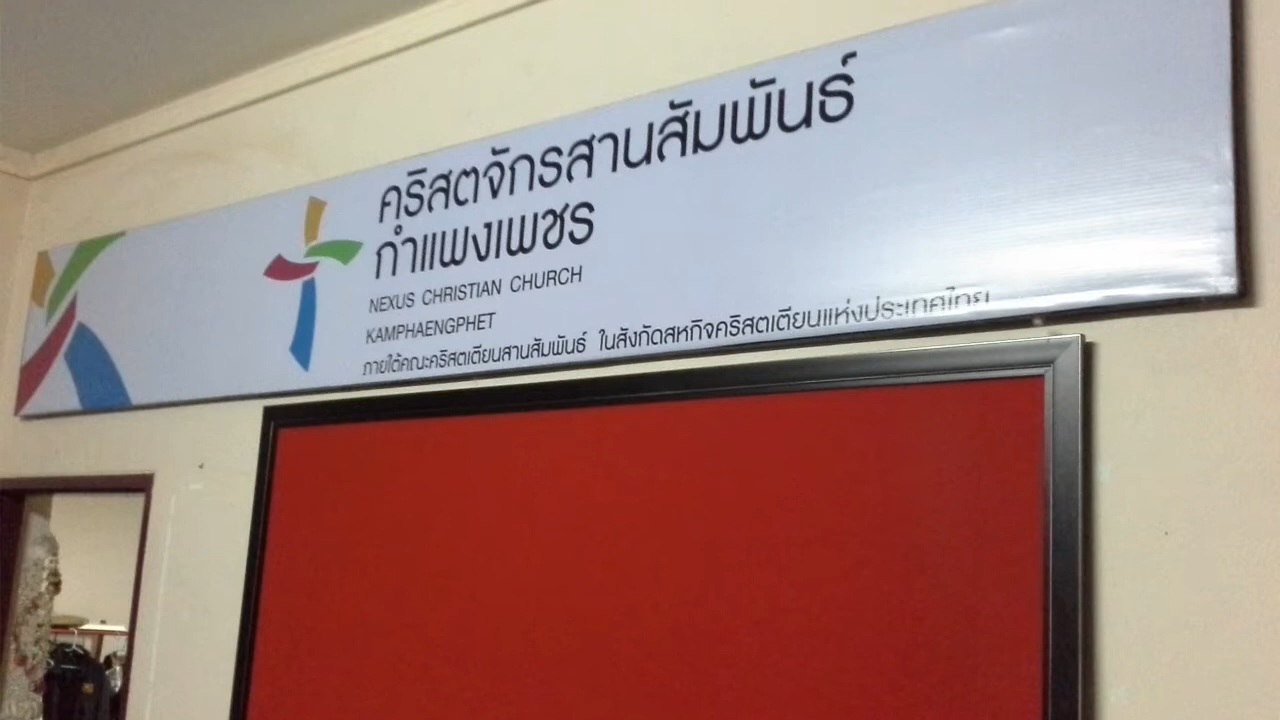 คริสตจักรสานสัมพันธ์
กำแพงเพชร
NEXUS CHRISTIAN CHURCH
KAMPHAENGPHET
ภายใต้คณะคริสตเตียนสานสัมพันธ์ ในสังกัดสหกิจคริสตเตียนแห่งประเทศไทย